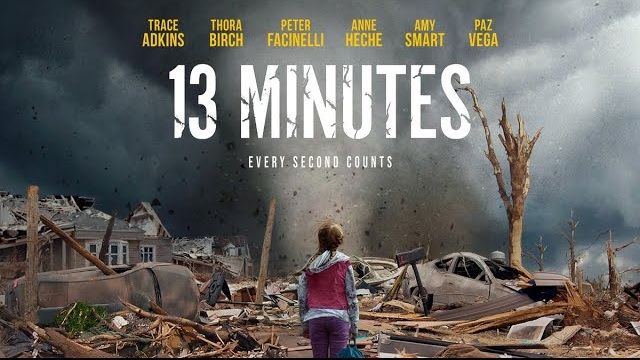 TRACE THORA PETER ANNE AMY PAZ
ADKINS BIRCH FACINELLI HECHE SMART VEGA
13 MINUTES
EVERY SECOND COUNTS